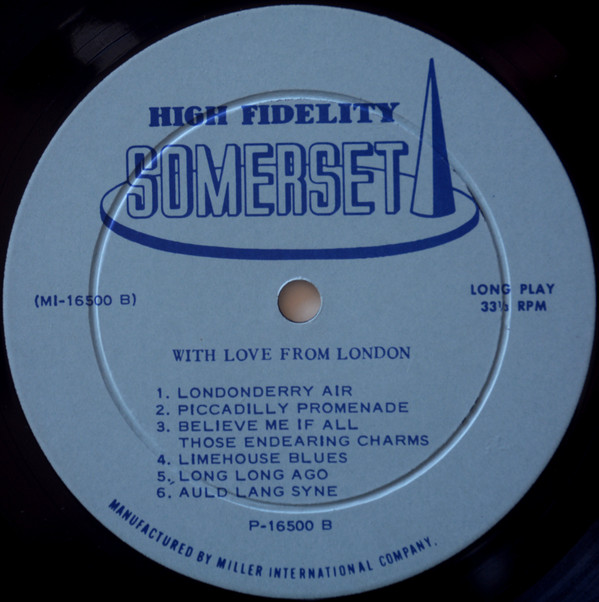 HIGH FIDELITY
SOMERSET
(MI-16500 B)
LONG PLAY
33⅓ RPM
WITH LOVE FROM LONDON
1. LONDONDERRY AIR
2. PICCADILLY PROMENADE
3. BELIEVE ME IF ALL
THOSE ENDEARING CHARMS
4. LIMEHOUSE BLUES
5. LONG LONG AGO
6. AULD LANG SYNE
P-16500 B
MANUFACTURED BY MILLER INTERNATIONAL COMPANY.